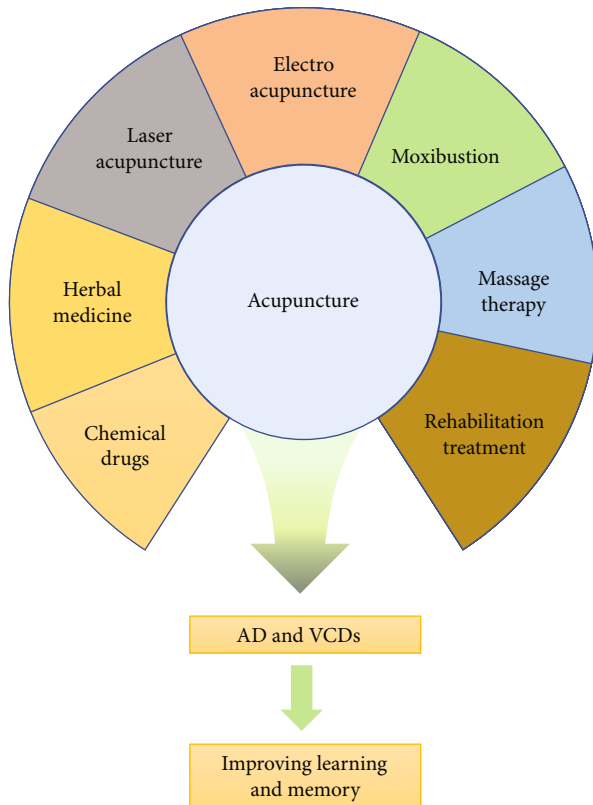 Electro
acupuncture
Laser
acupuncture
Moxibustion
Herbal
medicine
Acupuncture
Massage
therapy
Chemical
drugs
Rehabilitation
treatment
AD and VCDs
Improving learning
and memory